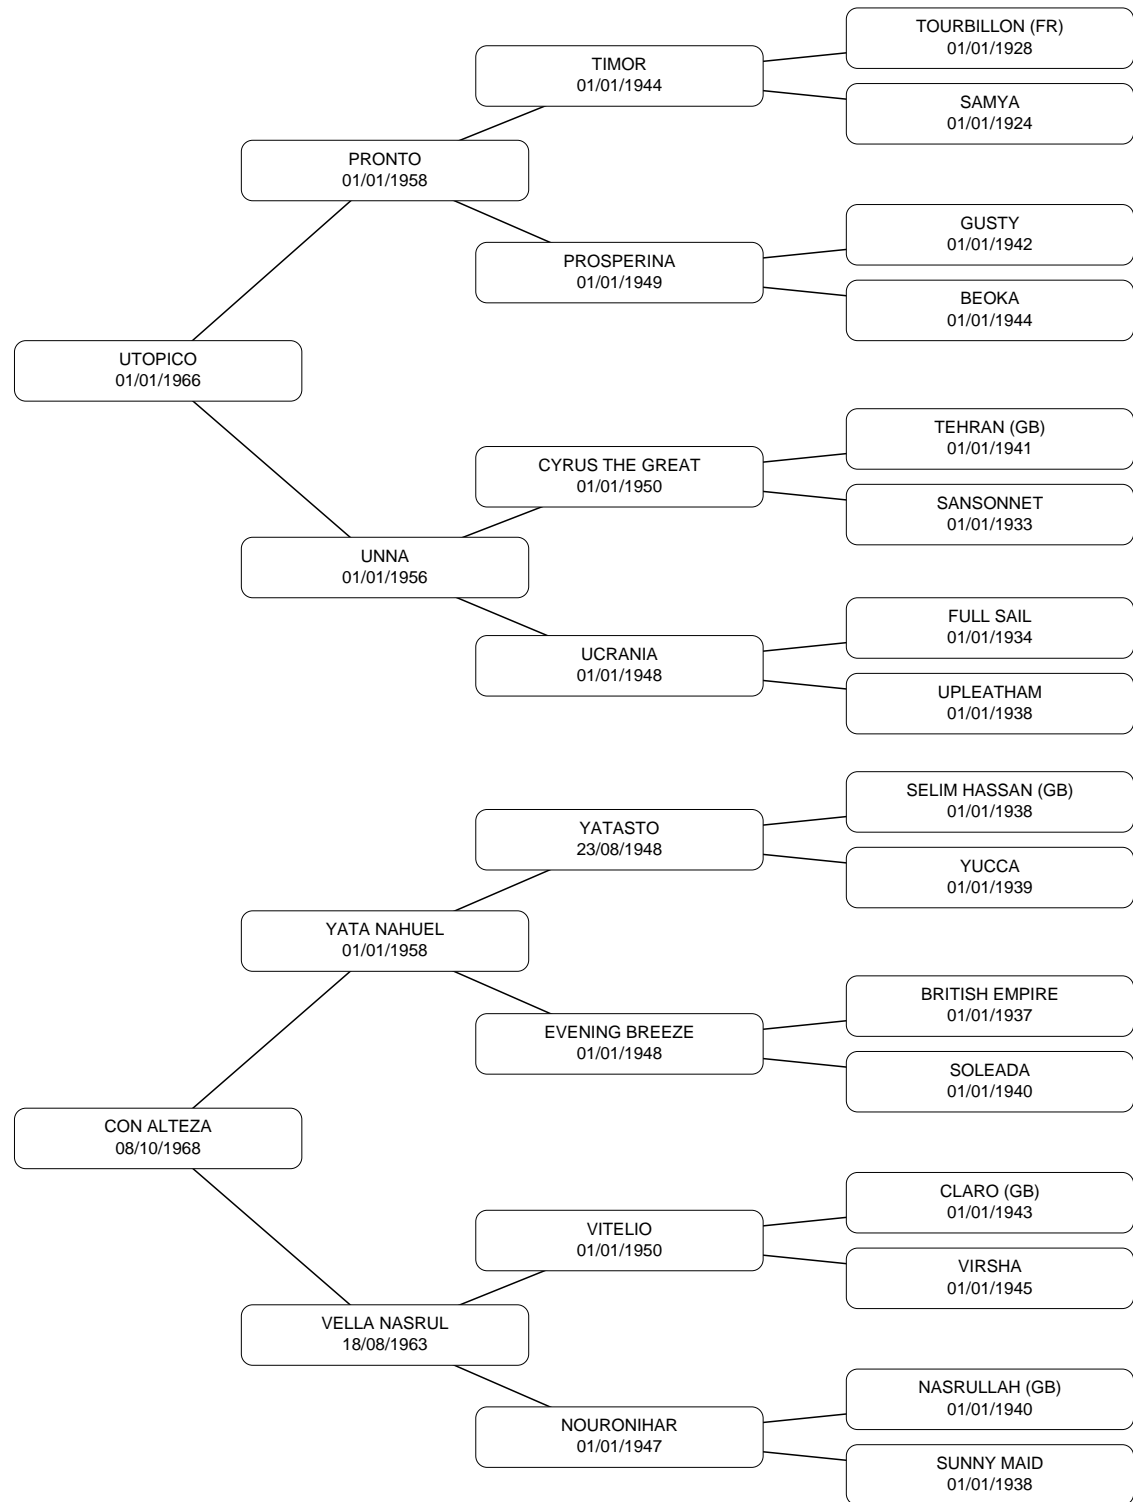 TOURBILLON (FR)
01/01/1928
TIMOR
01/01/1944
SAMYA
01/01/1924
PRONTO
01/01/1958
GUSTY
01/01/1942
PROSPERINA
01/01/1949
BEOKA
01/01/1944
UTOPICO
01/01/1966
TEHRAN (GB)
01/01/1941
CYRUS THE GREAT
01/01/1950
SANSONNET
01/01/1933
UNNA
01/01/1956
FULL SAIL
01/01/1934
UCRANIA
01/01/1948
UPLEATHAM
01/01/1938
SELIM HASSAN (GB)
01/01/1938
YATASTO
23/08/1948
YUCCA
01/01/1939
YATA NAHUEL
01/01/1958
BRITISH EMPIRE
01/01/1937
EVENING BREEZE
01/01/1948
SOLEADA
01/01/1940
CON ALTEZA
08/10/1968
CLARO (GB)
01/01/1943
VITELIO
01/01/1950
VIRSHA
01/01/1945
VELLA NASRUL
18/08/1963
NASRULLAH (GB)
01/01/1940
NOURONIHAR
01/01/1947
SUNNY MAID
01/01/1938